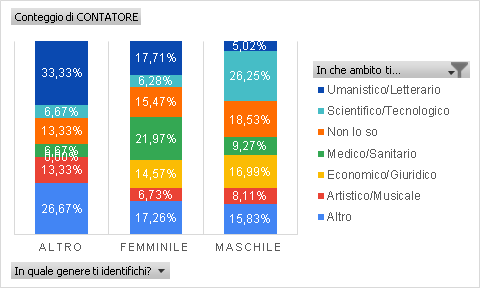 Conteggio di CONTATORE
33,33%
6,67%
13,33%
6,67%
0,00%
13,33%
26,67%
17,71%
6,28%
15,47%
21,97%
14,57%
6,73%
17,26%
5,02%
26,25%
18,53%
9,27%
16,99%
8,11%
15,83%
ALTRO FEMMINILE MASCHILE
In che ambito ti...
Umanistico/Letterario
Scientifico/Tecnologico
Non lo so
Medico/Sanitario
Economico/Giuridico
Artistico/Musicale
Altro
In quale genere ti identifichi?